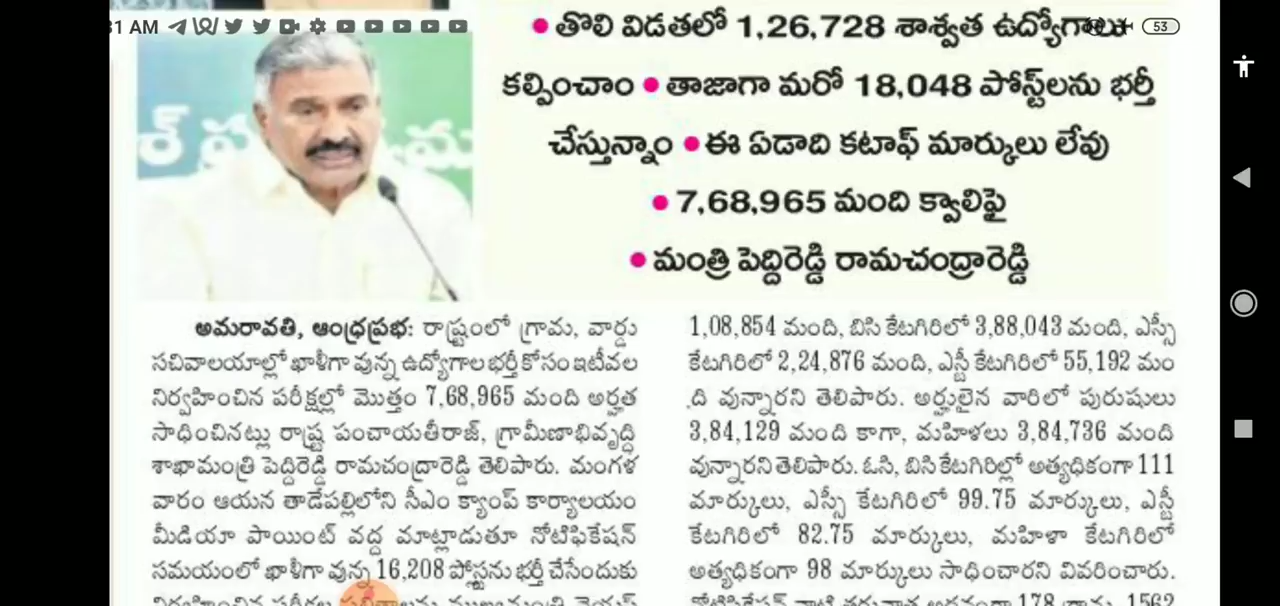 31 AM
53
• తొలి విడతలో 1,26,728 శాశ్వత ఉద్యోగాలు
కల్పించాం • తాజాగా మరో 18,048 పోస్ట్‌లను భర్తీ
చేస్తున్నాం • ఈ ఏడాది కటాఫ్ మార్కులు లేవు
• 7,68,965 మంది క్వాలిఫై
• మంత్రి పెద్దిరెడ్డి రామచంద్రారెడ్డి
అమరావతి, ఆంధ్రప్రభ: రాష్ట్రంలో గ్రామ, వార్డు
సచివాలయాల్లో ఖాళీగా వున్న ఉద్యోగాల భర్తీ కోసం ఇటీవల
నిర్వహించిన పరీక్షల్లో మొత్తం 7,68,965 మంది అర్హత
సాధించినట్లు రాష్ట్ర పంచాయతీరాజ్, గ్రామీణాభివృద్ధి
శాఖామంత్రి పెద్దిరెడ్డి రామచంద్రారెడ్డి తెలిపారు. మంగళ
వారం ఆయన తాడేపల్లిలోని సీఎం క్యాంప్ కార్యాలయం
మీడియా పాయింట్ వద్ద మాట్లాడుతూ నోటిఫికేషన్
సమయంలో ఖాళీగా వున్న 16,208 పోస్ట్లను భర్తీ చేసేందుకు
1,08,854 మంది, బిసి కేటగిరిలో 3,88,043 మంది, ఎస్సీ
కేటగిరిలో 2,24,876 మంది, ఎస్టీ కేటగిరిలో 55,192 మం
ది వున్నారని తెలిపారు. అర్హులైన వారిలో పురుషులు
3,84,129 మంది కాగా, మహిళలు 3,84,736 మంది
వున్నారని తెలిపారు. ఓసి, బిసి కేటగిరిల్లో అత్యధికంగా 111
మార్కులు, ఎస్సీ కేటగిరిలో 99.75 మార్కులు, ఎస్టీ
కేటగిరిలో 82.75 మార్కులు, మహిళా కేటగిరిలో
అత్యధికంగా 98 మార్కులు సాధించారని వివరించారు.